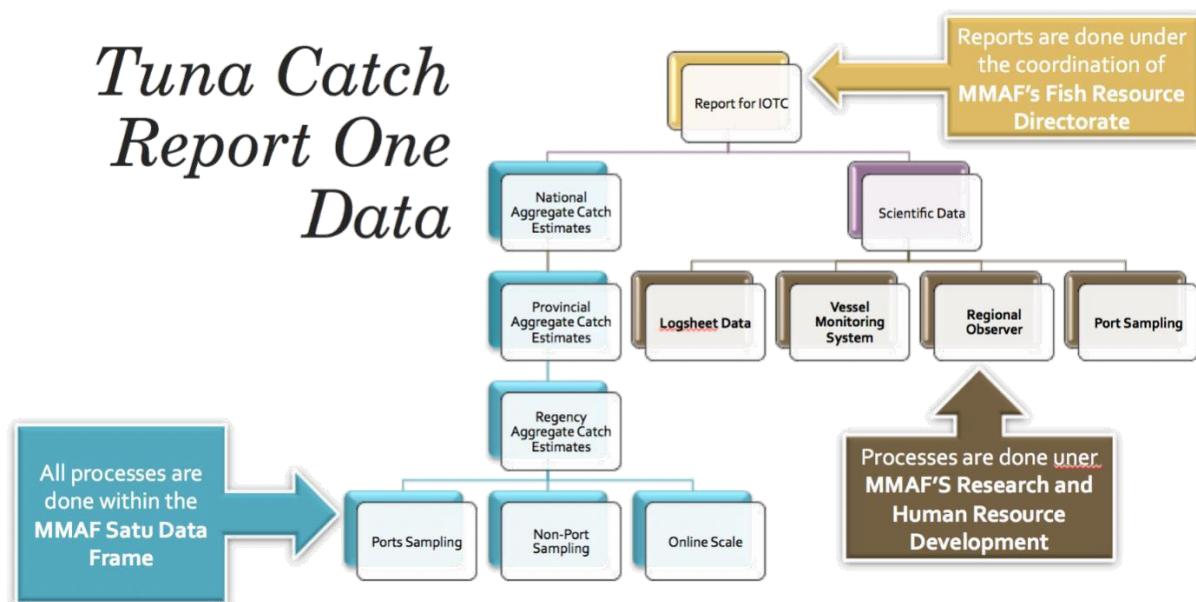 Tuna Catch
Report One
Data
Reports are done under
the coordination of
MMAF's Fish Resource
Directorate
Report for IOTC
National
Aggregate Catch
Estimates
Scientific Data
Provincial
Aggregate Catch
Estimates
Logsheet Data
Vessel
Monitoring
System
Regional
Observer
Port Sampling
Regency
Aggregate Catch
Estimates
All processes are
done within the
MMAF Satu Data
Frame
Processes are done uner
MMAF'S Research and
Human Resource
Development
Ports Sampling
Non-Port
Sampling
Online Scale